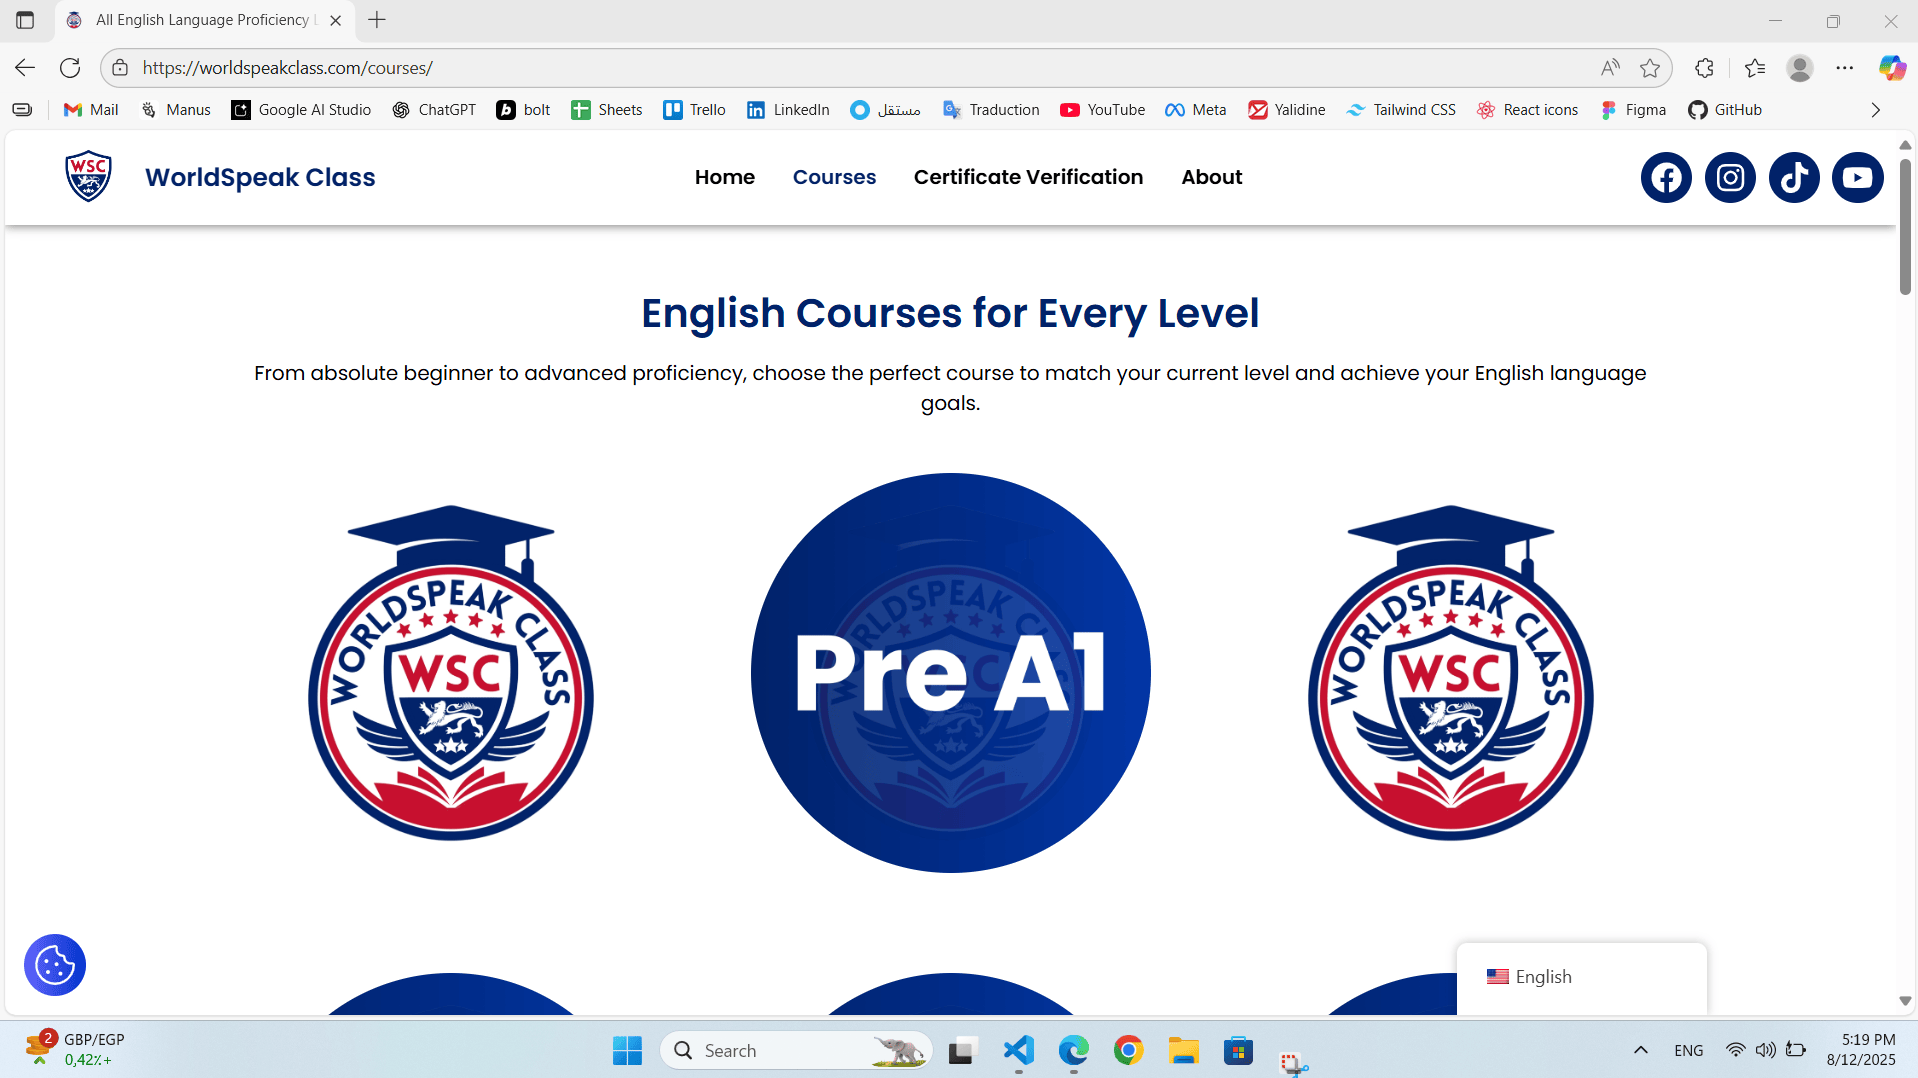 All English Language Proficiency L
https://worldspeakclass.com/courses/
Mail Manus Google AI Studio ChatGPT bolt Sheets Trello LinkedIn مستقل Traduction YouTube Meta Yalidine Tailwind CSS React icons Figma GitHub
WSC
WorldSpeak Class
Home Courses Certificate Verification About
English Courses for Every Level
From absolute beginner to advanced proficiency, choose the perfect course to match your current level and achieve your English language
goals.
WORLDSPEAK CLASS
WSC
WORLDSPEAK CLASS
WSC
Pre A1
WORLDSPEAK CLASS
WSC
English
2
GBP/EGP
0,42٪+
Search
ENG
5:19 PM
8/12/2025